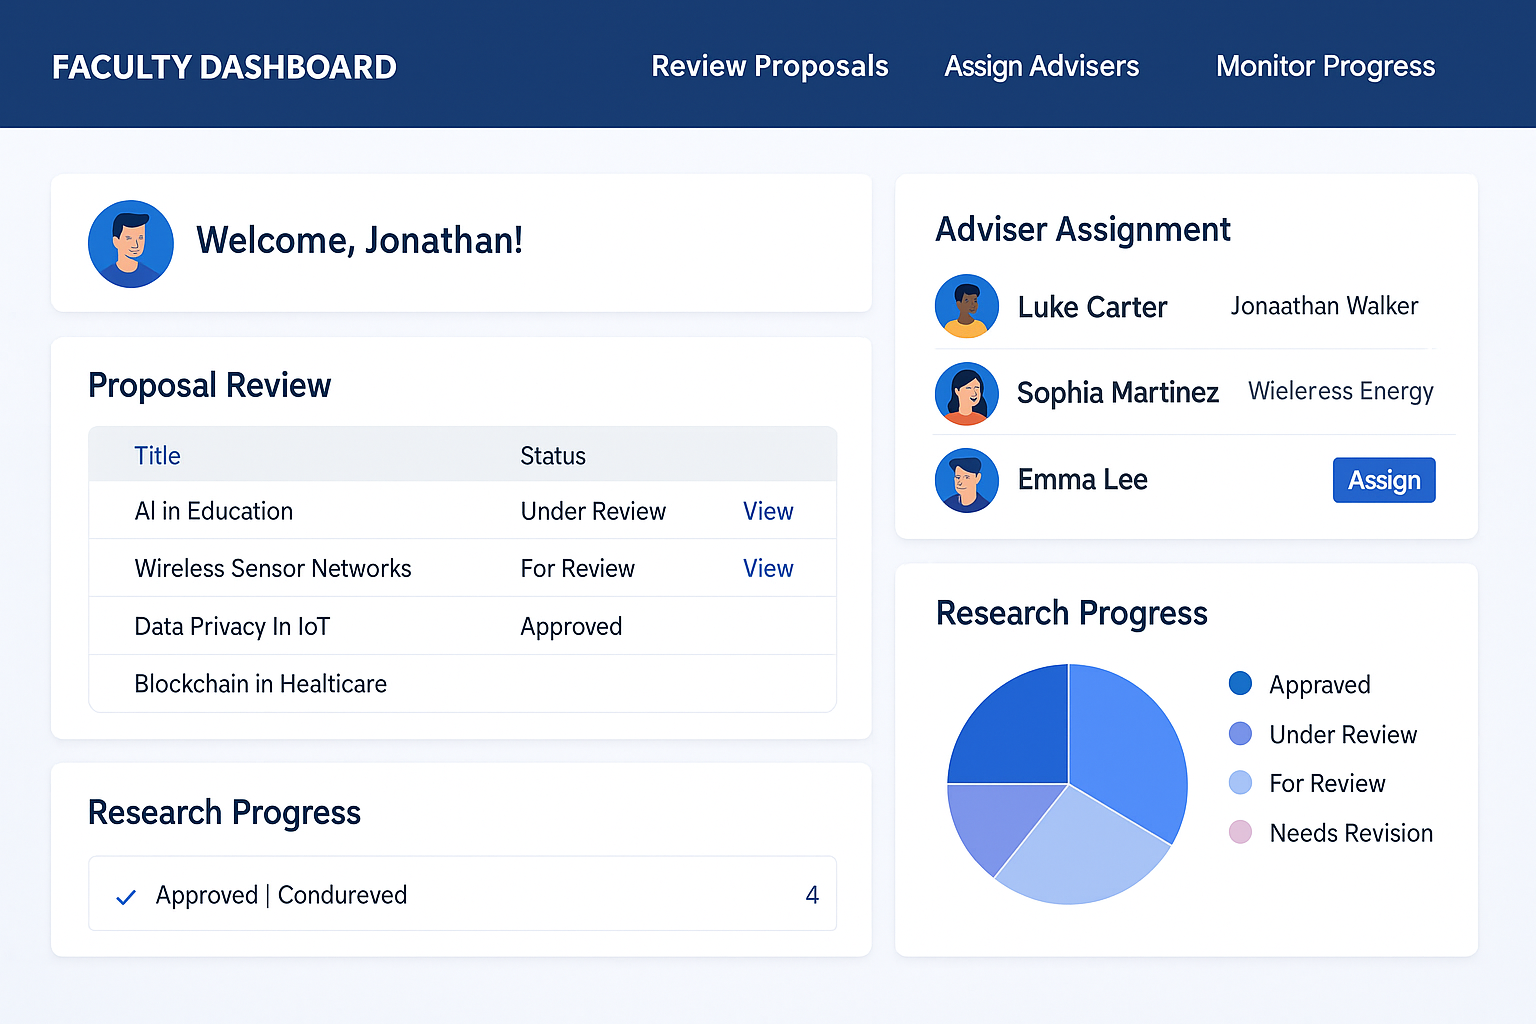 FACULTY DASHBOARD
Review Proposals
Assign Advisers
Monitor Progress
Welcome, Jonathan!
Proposal Review
Title Status
AI in Education Under Review View
Wireless Sensor Networks For Review View
Data Privacy In IoT Approved
Blockchain in Healticare
Research Progress
Approved | Condureved 4
Adviser Assignment
Luke Carter Jonaathan Walker
Sophia Martinez Wieleress Energy
Emma Lee Assign
Research Progress
Appraved
Under Review
For Review
Needs Revision